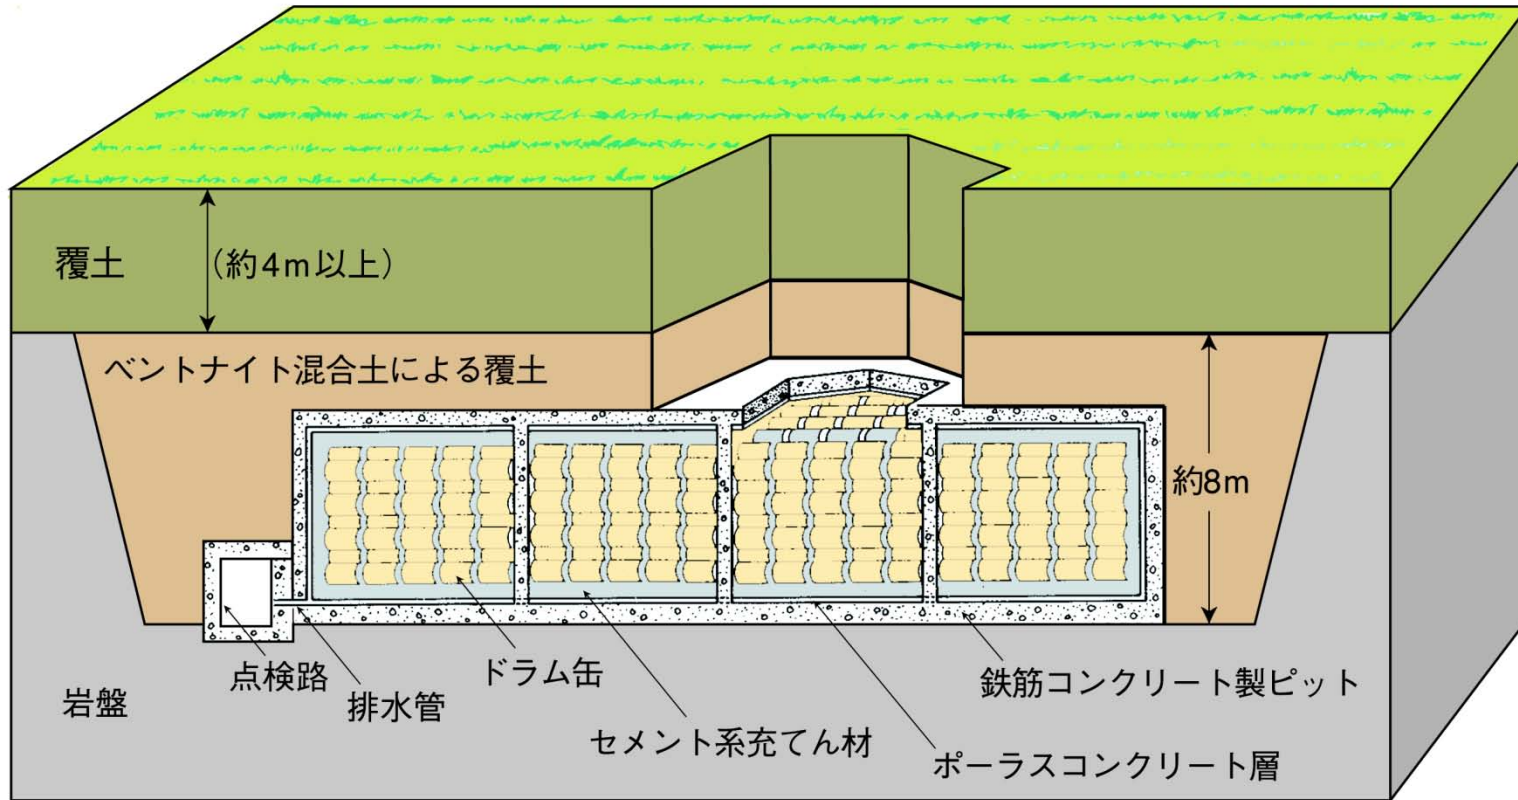 覆土
(約4m以上)
ベントナイト混合土による覆土
約8m
点検路
ドラム缶
鉄筋コンクリート製ピット
岩盤
排水管
セメント系充てん材
ポーラスコンクリート層